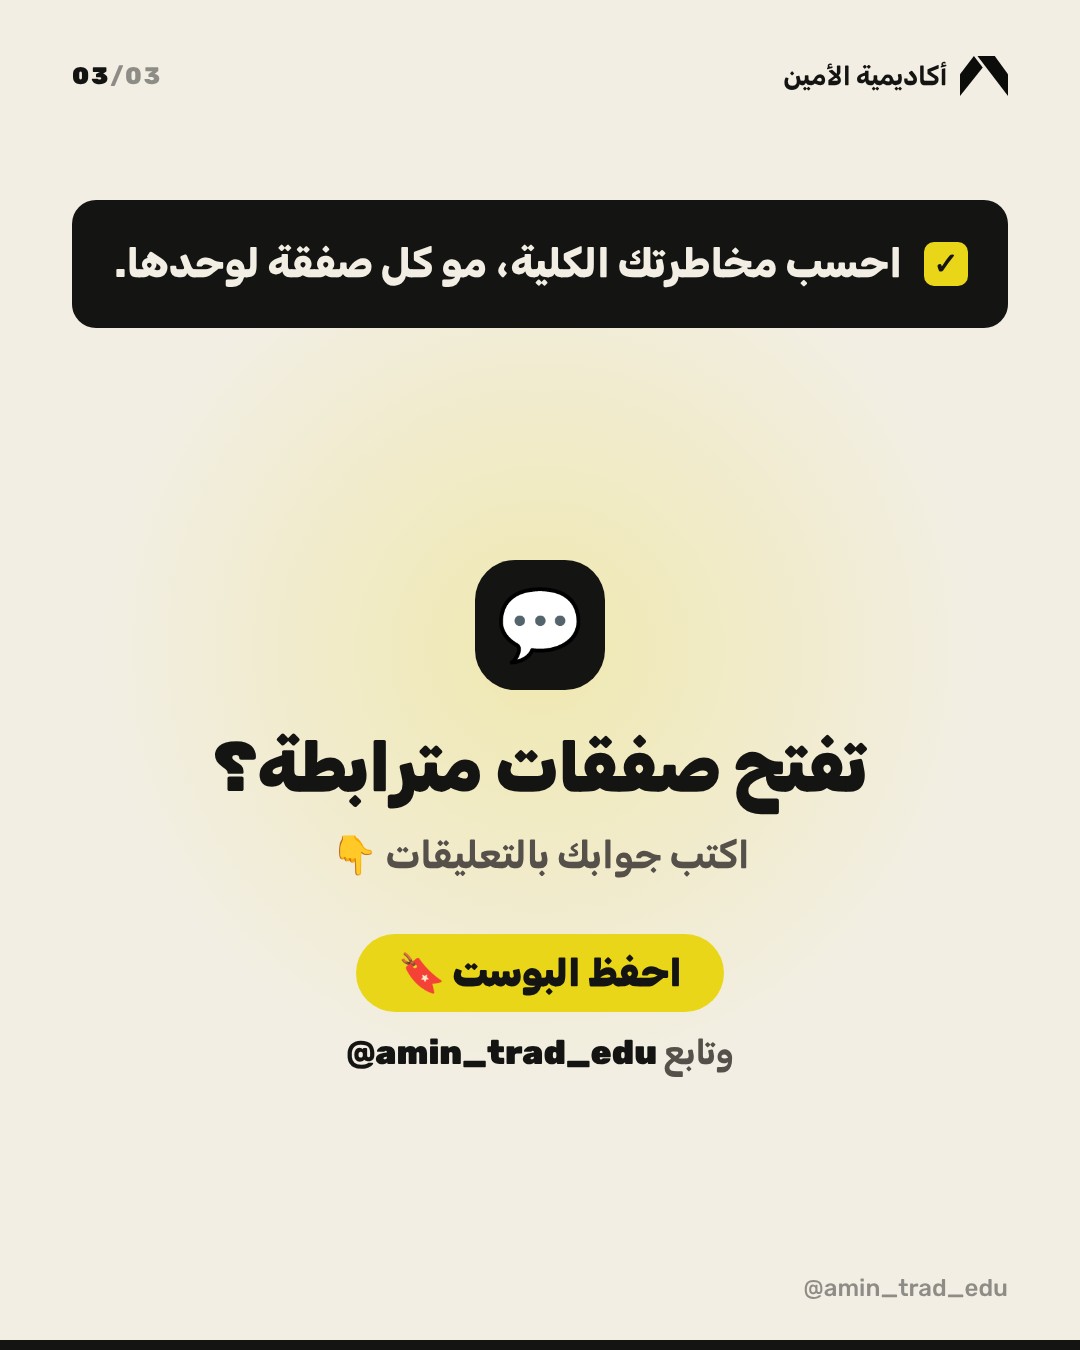 أكاديمية الأمين
03/03
احسب مخاطرتك الكلية، مو كل صفقة لوحدها.
تفتح صفقات مترابطة؟
اكتب جوابك بالتعليقات 👇
احفظ البوست 🔖
وتابع @amin_trad_edu
@amin_trad_edu